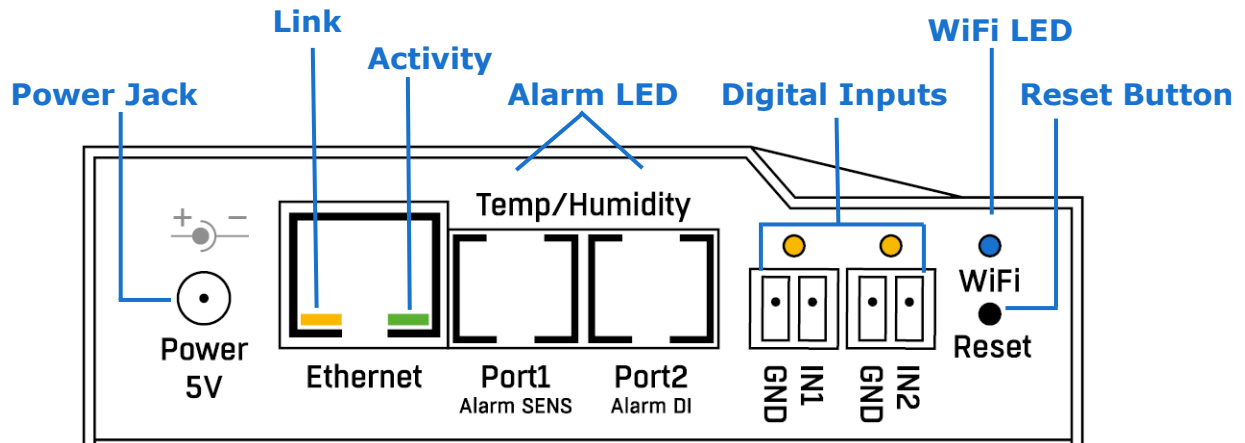 Link
WiFi LED
Activity
Power Jack
Alarm LED
Digital Inputs
Reset Button
Temp/Humidity
+ −
WiFi
Power
5V
Ethernet
Port1
Alarm SENS
Port2
Alarm DI
GND
IN1
GND
IN2
Reset